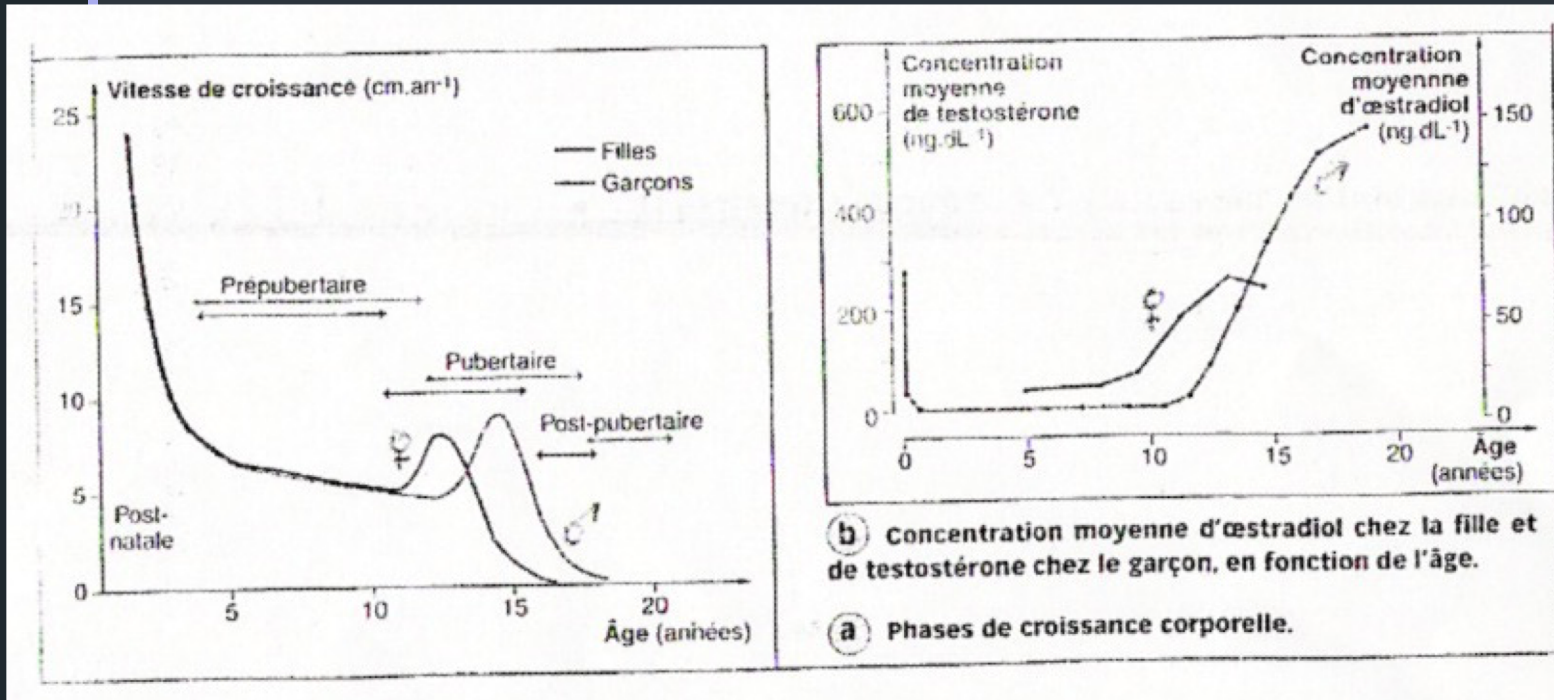 Vitesse de croissance (cm.an⁻¹)
25
20
15
10
5
0
Filles
Garçons
Prépubertaire
Pubertaire
Post-pubertaire
♀
♂
Post-
natale
5
10
15
20
Âge (années)
Concentration
moyenne
de testostérone
(ng.dL⁻¹)
600
400
200
0
Concentration
moyennne
d'œstradiol
(ng.dL⁻¹)
150
100
50
0
♀
♂
0
5
10
15
20
Âge
(années)
b Concentration moyenne d'œstradiol chez la fille et
de testostérone chez le garçon, en fonction de l'âge.
a Phases de croissance corporelle.